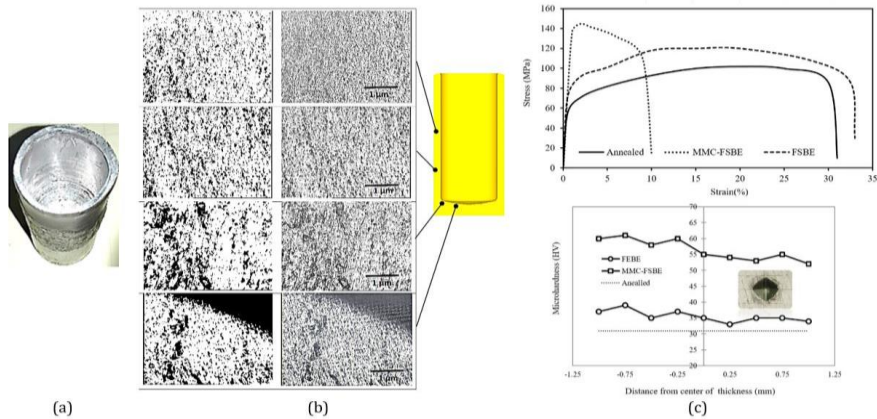 1 µm
1 µm
1 µm
1 µm
160
140
120
100
80
60
40
20
0
Stress (MPa)
Annealed
MMC-FSBE
FSBE
0
5
10
15
20
25
30
35
Strain(%)
70
65
60
55
50
45
40
35
30
25
20
Microhardness (HV)
FEBE
MMC-FSBE
Annealled
-1.25
-0.75
-0.25
0.25
0.75
1.25
Distance from center of thickness (mm)
(a)
(b)
(c)